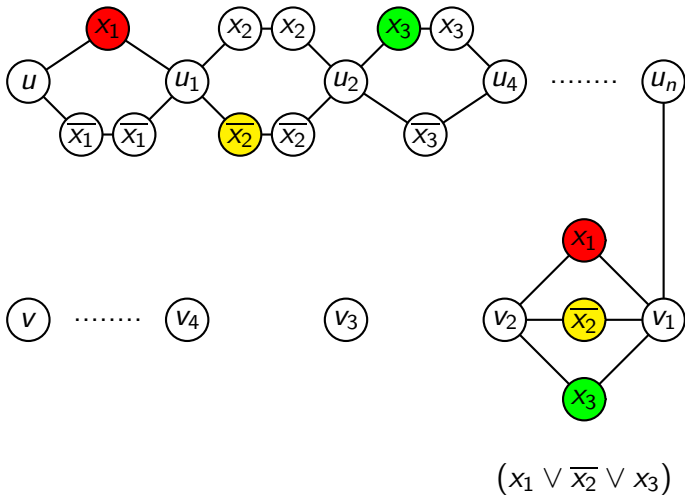 x₁ x₂ x₂ x₃ x₃
u u₁ u₂ u₄ ........ uₙ
x̅₁ x̅₁ x̅₂ x̅₂ x̅₃
x₁
v ........ v₄ v₃ v₂ x̅₂ v₁
x₃
(x₁ ∨ x̅₂ ∨ x₃)